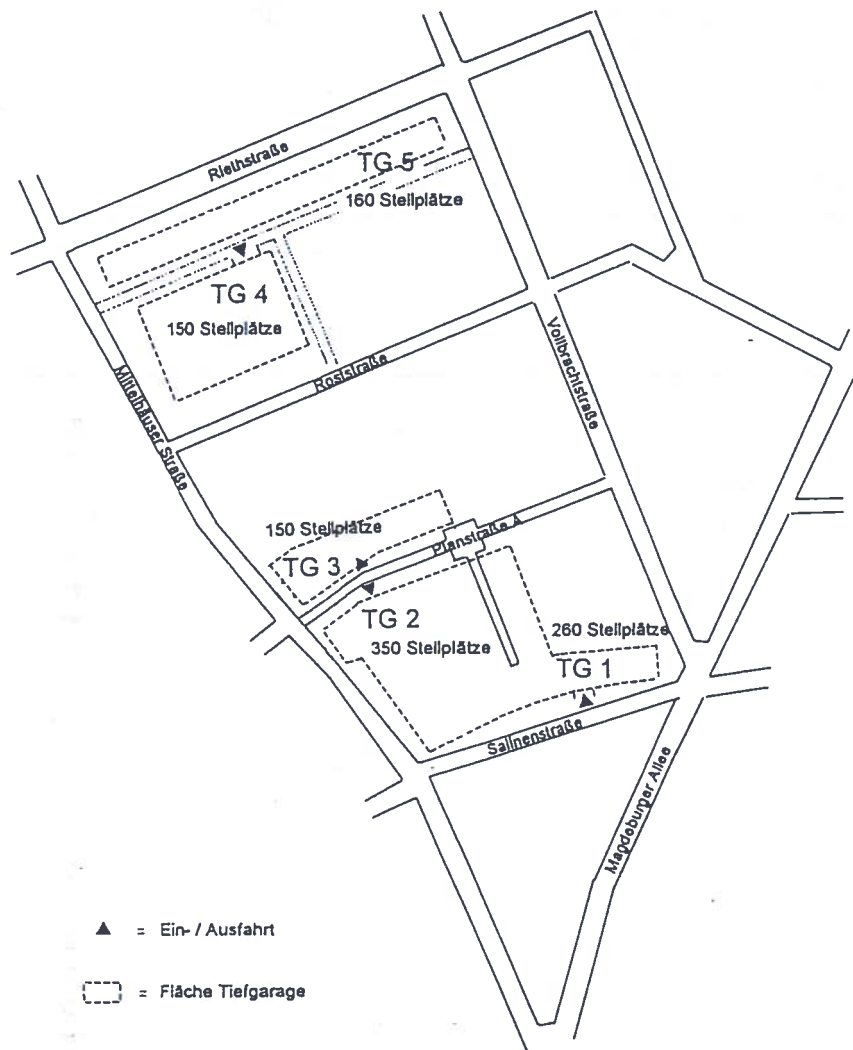 Riethstraße
TG 5
160 Stellplätze
TG 4
150 Stellplätze
Vollbrachtstraße
Roststraße
Mittelhäuser Straße
150 Stellplätze
Planstraße A
TG 3
TG 2
350 Stellplätze
260 Stellplätze
TG 1
Salinenstraße
Magdeburger Allee
▲ = Ein- / Ausfahrt
= Fläche Tiefgarage